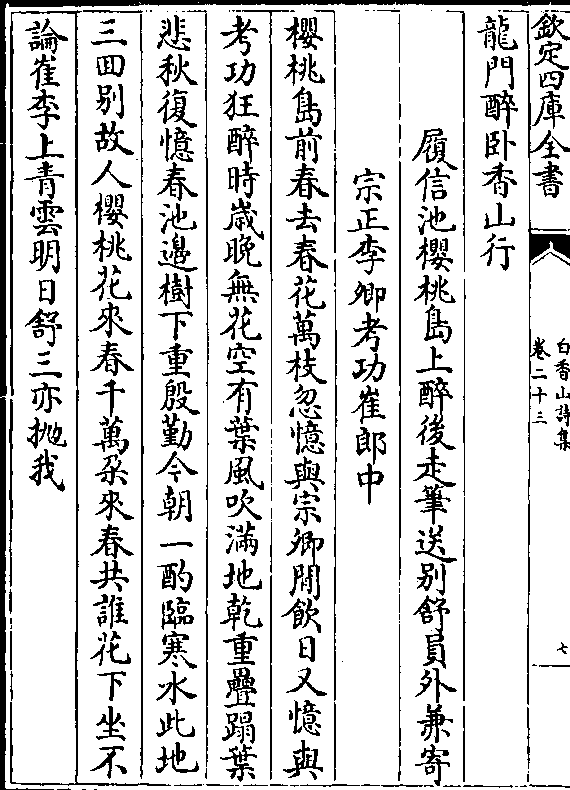 欽定四庫全書
白香山詩集
卷二十三
七
龍門醉卧香山行
履信池櫻桃島上醉後走筆送别舒員外兼寄
宗正李卿考功崔郎中
櫻桃島前春去春花萬枝忽憶與宗卿閒飲日又憶與
考功狂醉時歲晚無花空有葉風吹滿地乾重疊蹋葉
悲秋復憶春池邊樹下重殷勤今朝一酌臨寒水此地
三回别故人櫻桃花來春千萬朶來春共誰花下坐不
論崔李上青雲明日舒三亦抛我